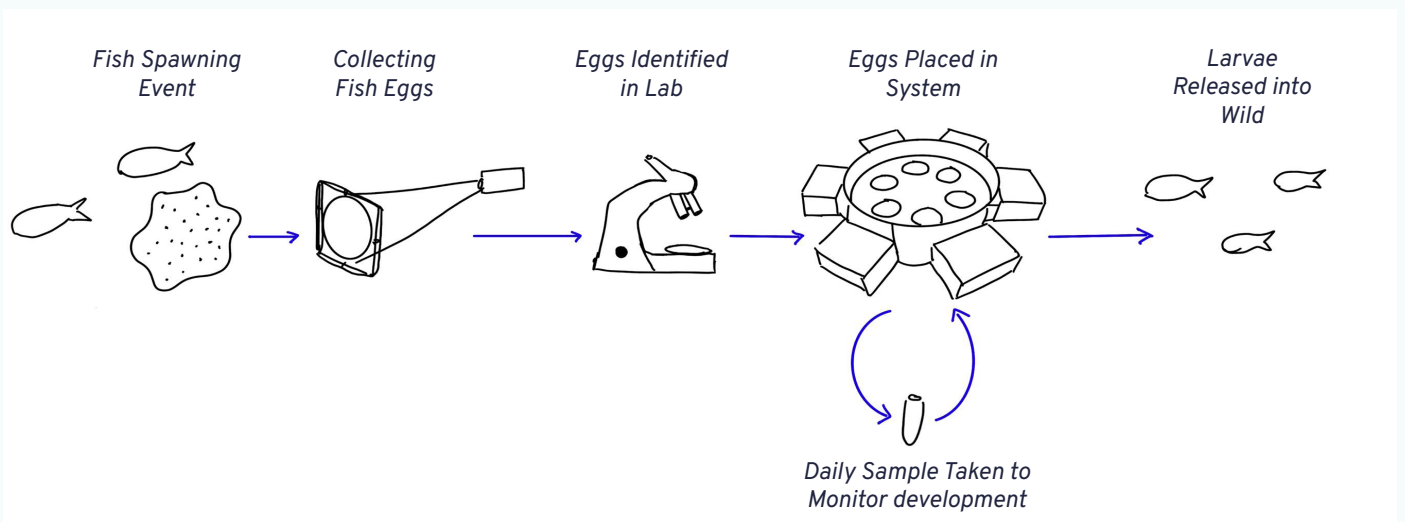 Fish Spawning
Event
Collecting
Fish Eggs
Eggs Identified
in Lab
Eggs Placed in
System
Larvae
Released into
Wild
Daily Sample Taken to
Monitor development